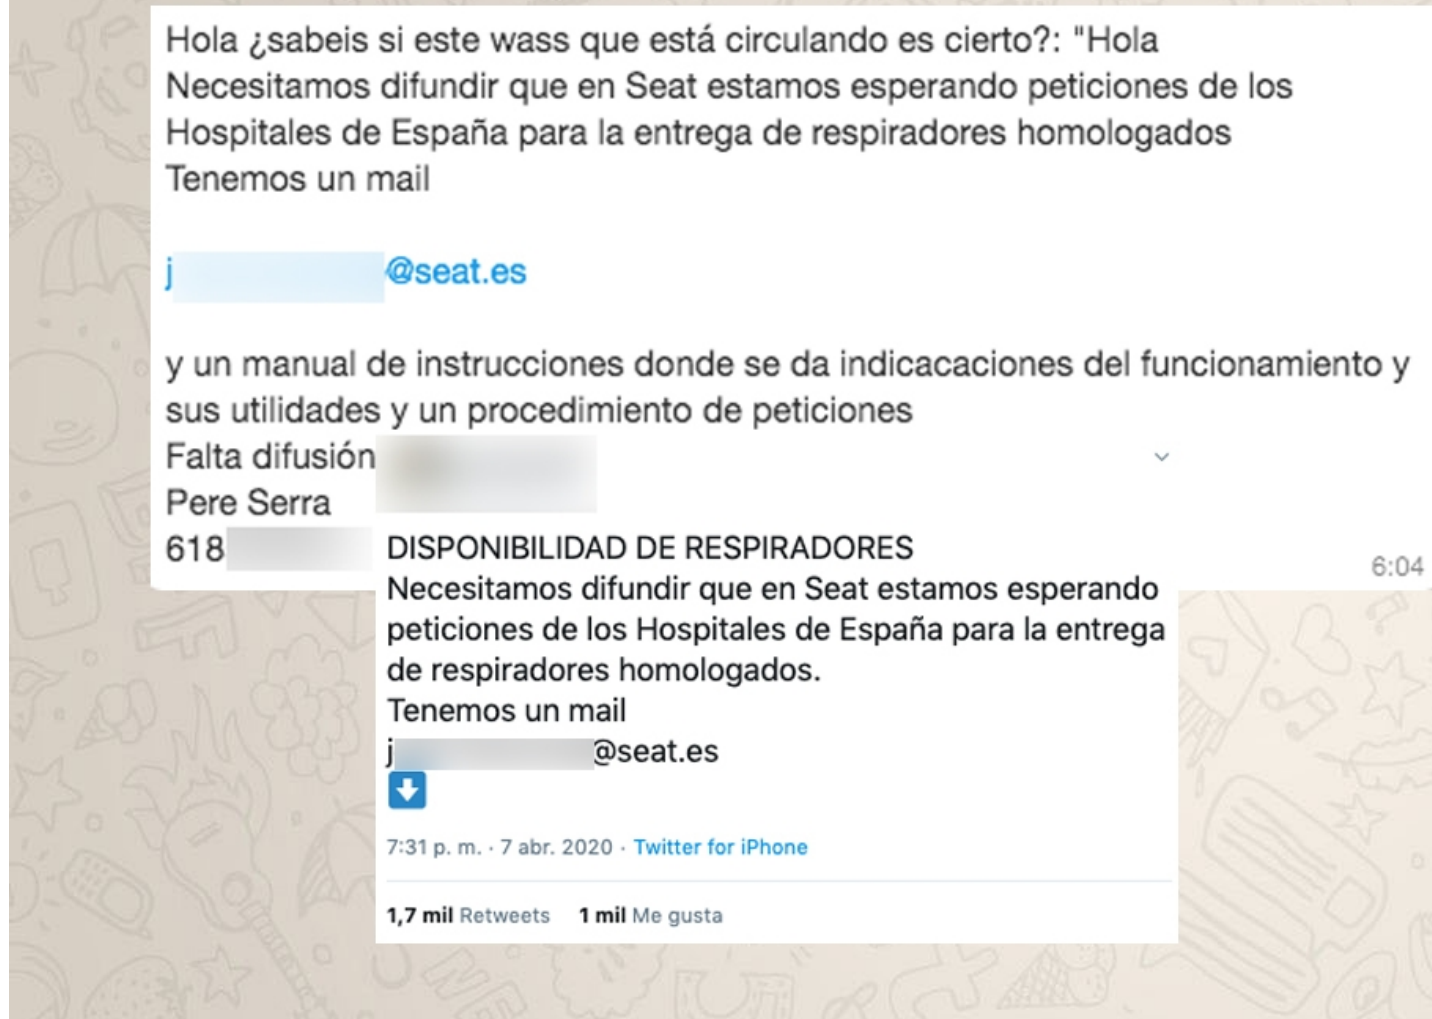 Hola ¿sabeis si este wass que está circulando es cierto?: "Hola
Necesitamos difundir que en Seat estamos esperando peticiones de los
Hospitales de España para la entrega de respiradores homologados
Tenemos un mail
j @seat.es
y un manual de instrucciones donde se da indicacaciones del funcionamiento y
sus utilidades y un procedimiento de peticiones
Falta difusión
Pere Serra
618
6:04
DISPONIBILIDAD DE RESPIRADORES
Necesitamos difundir que en Seat estamos esperando
peticiones de los Hospitales de España para la entrega
de respiradores homologados.
Tenemos un mail
j @seat.es
7:31 p. m. · 7 abr. 2020 · Twitter for iPhone
1,7 mil Retweets 1 mil Me gusta